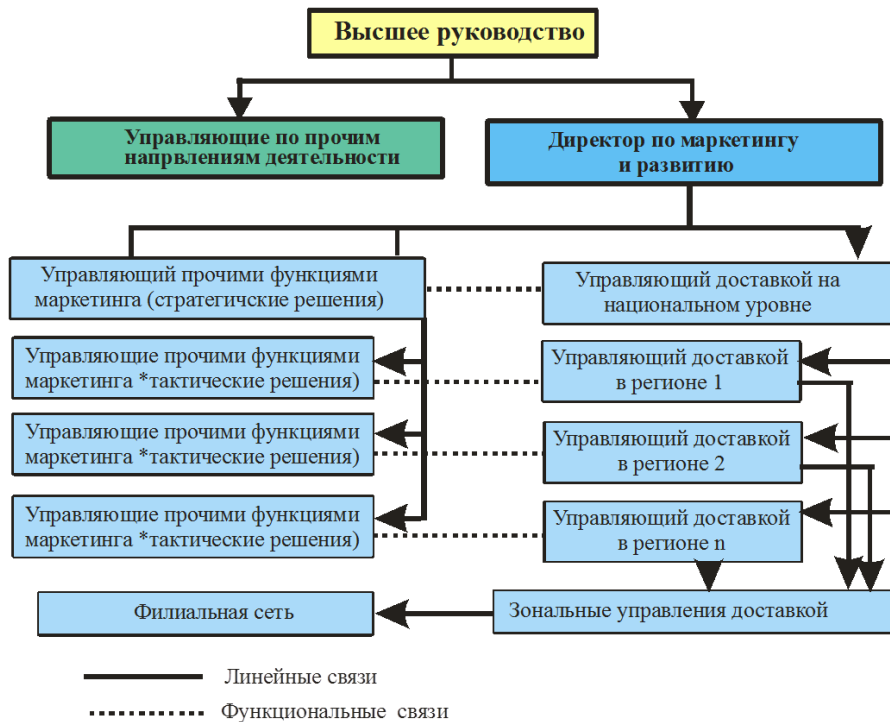 Высшее руководство
Управляющие по прочим
напрвлениям деятельности
Директор по маркетингу
и развитию
Управляющий прочими функциями
маркетинга (стратегичские решения)
Управляющий доставкой на
национальном уровне
Управляющие прочими функциями
маркетинга *тактические решения)
Управляющий доставкой
в регионе 1
Управляющие прочими функциями
маркетинга *тактические решения)
Управляющий доставкой
в регионе 2
Управляющие прочими функциями
маркетинга *тактические решения)
Управляющий доставкой
в регионе n
Филиальная сеть
Зональные управления доставкой
Линейные связи
Функциональные связи